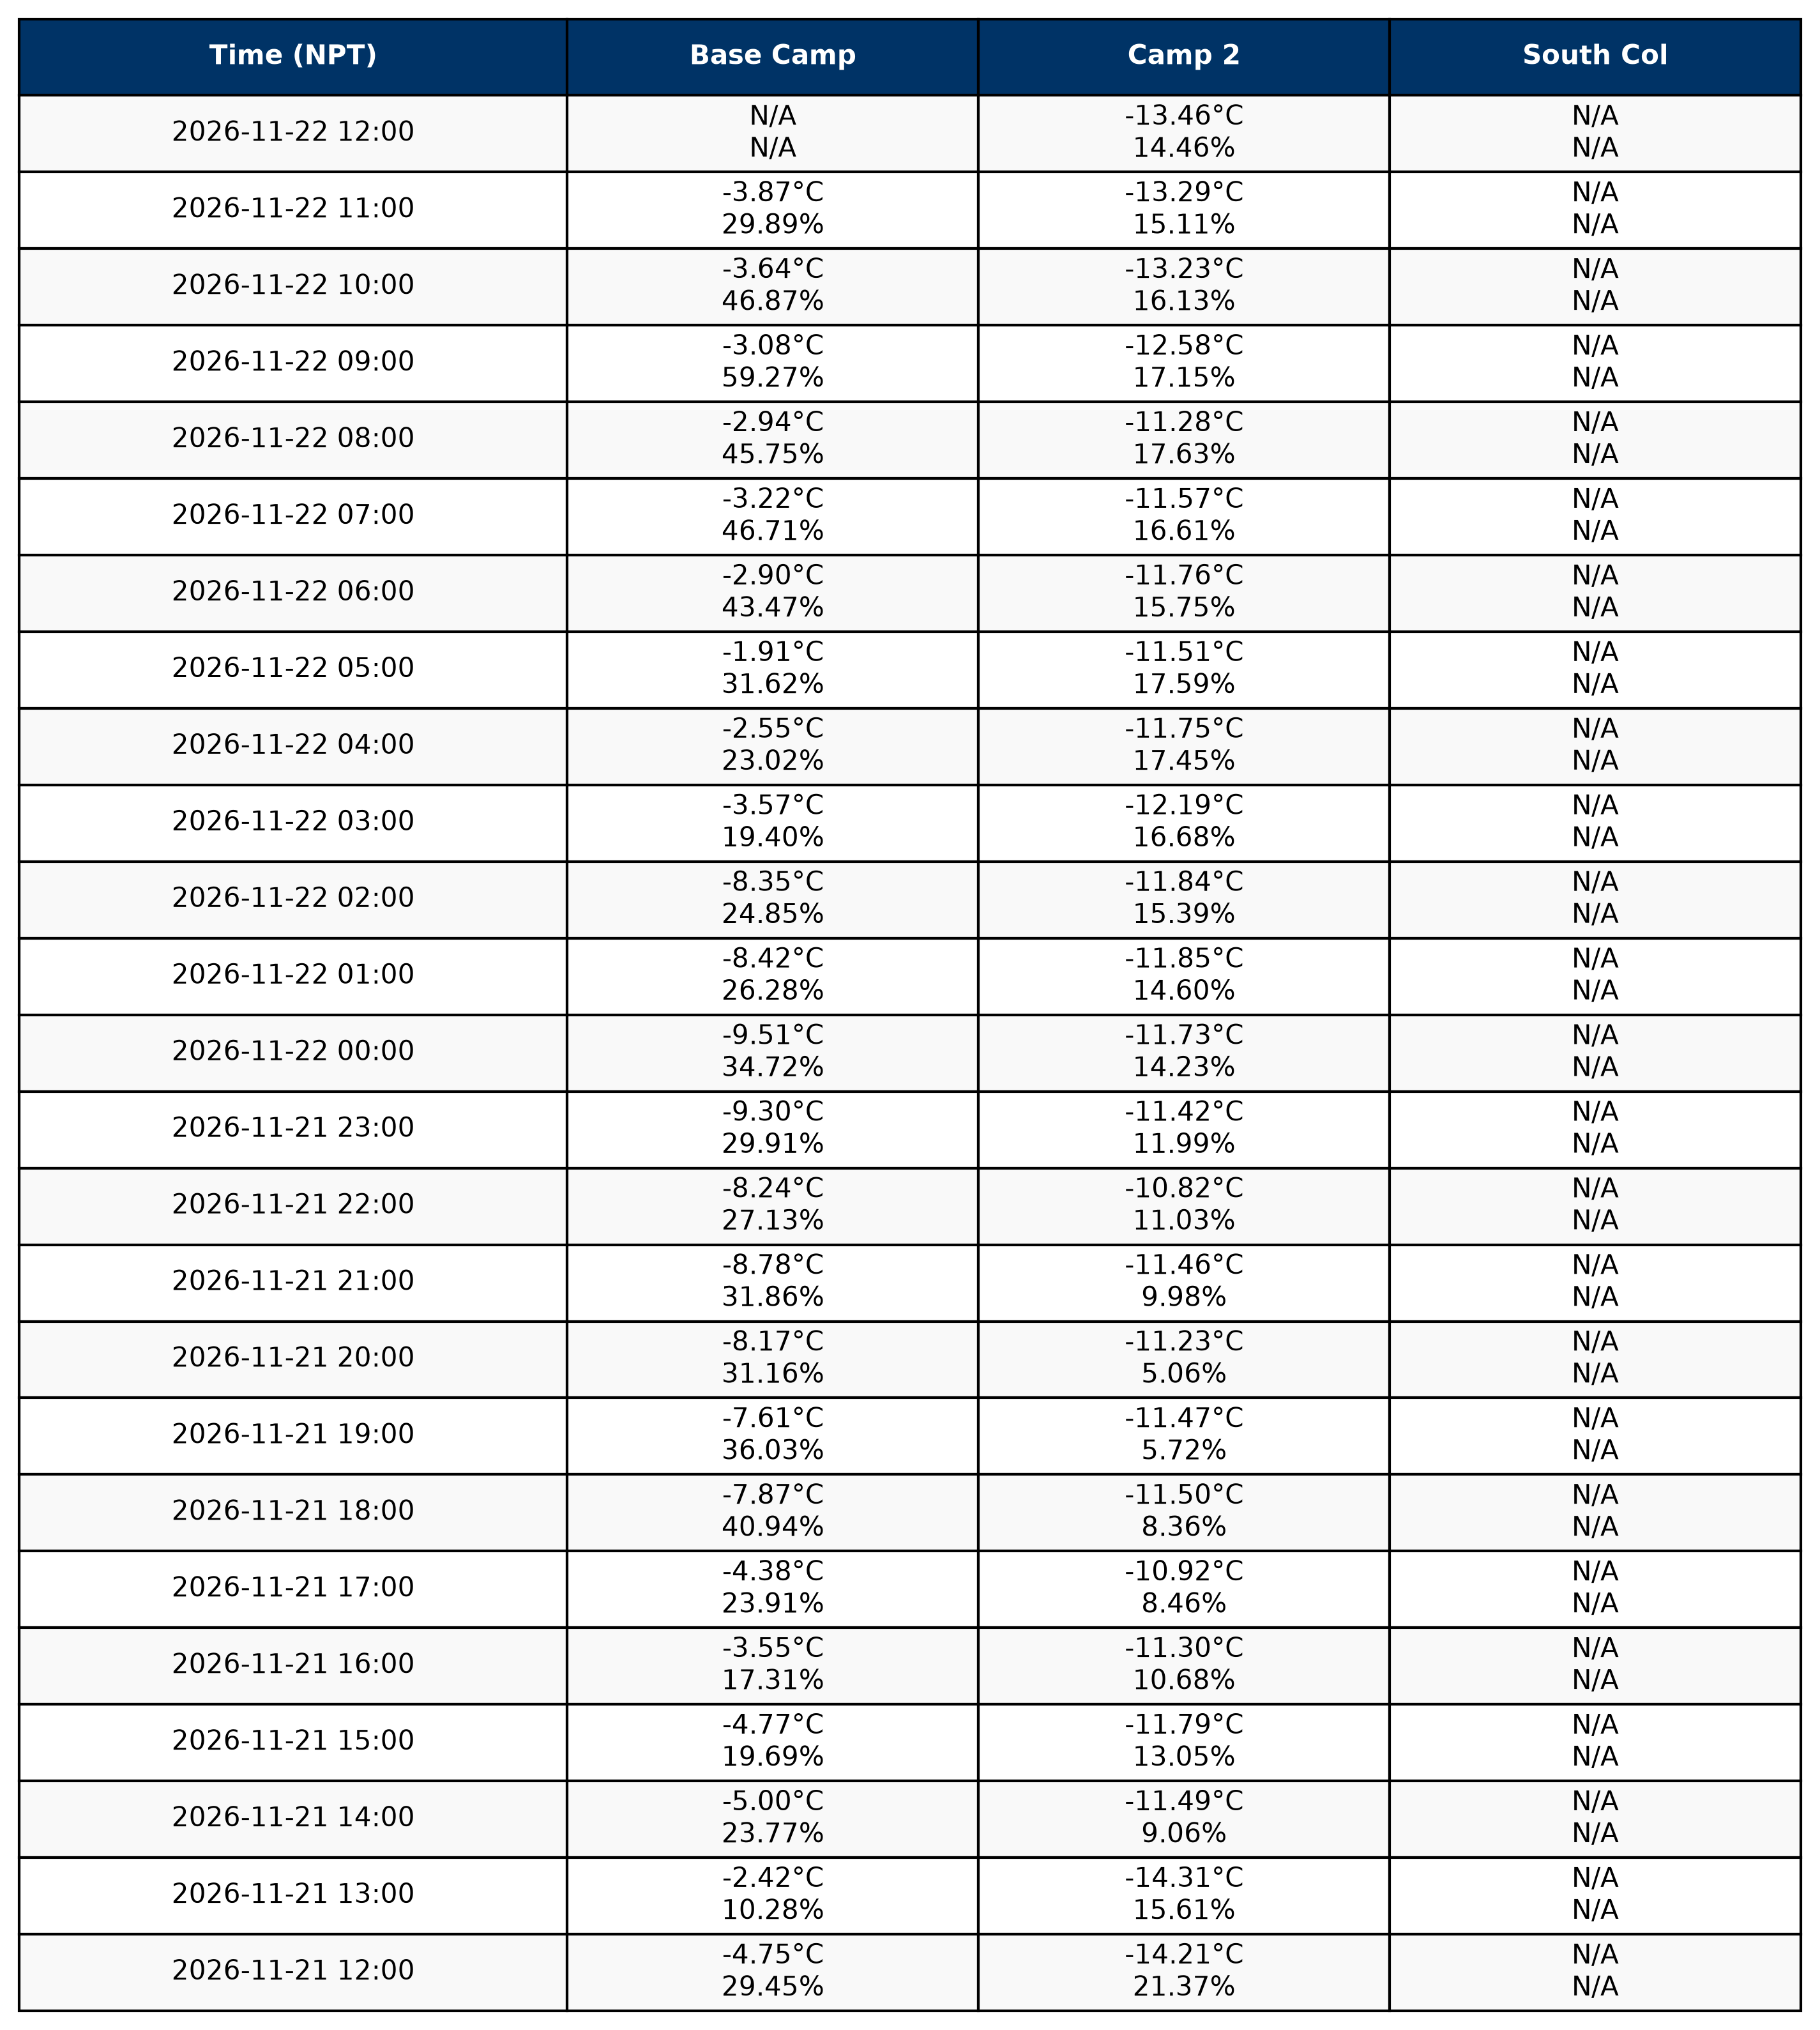 Time (NPT) Base Camp Camp 2 South Col
2026-11-22 12:00 N/A -13.46°C N/A
N/A 14.46% N/A
2026-11-22 11:00 -3.87°C -13.29°C N/A
29.89% 15.11% N/A
2026-11-22 10:00 -3.64°C -13.23°C N/A
46.87% 16.13% N/A
2026-11-22 09:00 -3.08°C -12.58°C N/A
59.27% 17.15% N/A
2026-11-22 08:00 -2.94°C -11.28°C N/A
45.75% 17.63% N/A
2026-11-22 07:00 -3.22°C -11.57°C N/A
46.71% 16.61% N/A
2026-11-22 06:00 -2.90°C -11.76°C N/A
43.47% 15.75% N/A
2026-11-22 05:00 -1.91°C -11.51°C N/A
31.62% 17.59% N/A
2026-11-22 04:00 -2.55°C -11.75°C N/A
23.02% 17.45% N/A
2026-11-22 03:00 -3.57°C -12.19°C N/A
19.40% 16.68% N/A
2026-11-22 02:00 -8.35°C -11.84°C N/A
24.85% 15.39% N/A
2026-11-22 01:00 -8.42°C -11.85°C N/A
26.28% 14.60% N/A
2026-11-22 00:00 -9.51°C -11.73°C N/A
34.72% 14.23% N/A
2026-11-21 23:00 -9.30°C -11.42°C N/A
29.91% 11.99% N/A
2026-11-21 22:00 -8.24°C -10.82°C N/A
27.13% 11.03% N/A
2026-11-21 21:00 -8.78°C -11.46°C N/A
31.86% 9.98% N/A
2026-11-21 20:00 -8.17°C -11.23°C N/A
31.16% 5.06% N/A
2026-11-21 19:00 -7.61°C -11.47°C N/A
36.03% 5.72% N/A
2026-11-21 18:00 -7.87°C -11.50°C N/A
40.94% 8.36% N/A
2026-11-21 17:00 -4.38°C -10.92°C N/A
23.91% 8.46% N/A
2026-11-21 16:00 -3.55°C -11.30°C N/A
17.31% 10.68% N/A
2026-11-21 15:00 -4.77°C -11.79°C N/A
19.69% 13.05% N/A
2026-11-21 14:00 -5.00°C -11.49°C N/A
23.77% 9.06% N/A
2026-11-21 13:00 -2.42°C -14.31°C N/A
10.28% 15.61% N/A
2026-11-21 12:00 -4.75°C -14.21°C N/A
29.45% 21.37% N/A